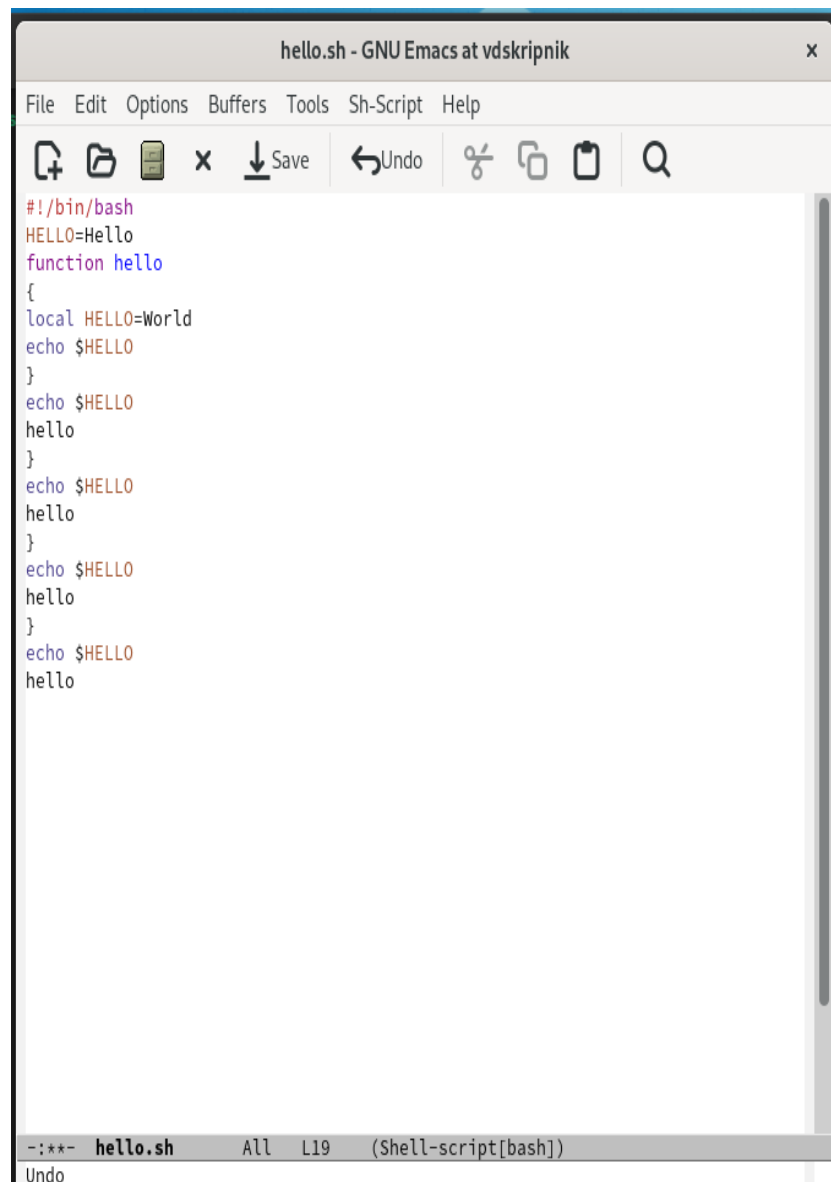 hello.sh - GNU Emacs at vdskripnik x
File Edit Options Buffers Tools Sh-Script Help
Save Undo
#!/bin/bash
HELLO=Hello
function hello
{
local HELLO=World
echo $HELLO
}
echo $HELLO
hello
}
echo $HELLO
hello
}
echo $HELLO
hello
}
echo $HELLO
hello
-:**- hello.sh All L19 (Shell-script[bash])
Undo